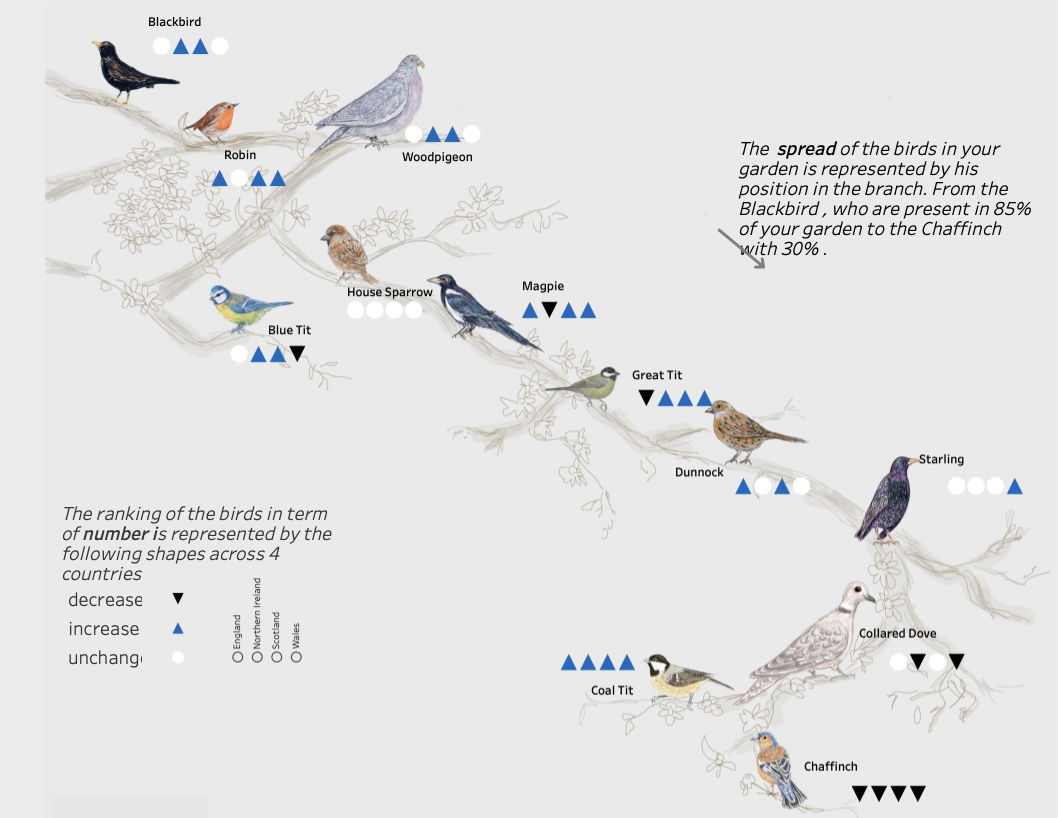 Blackbird
Woodpigeon
Robin
The spread of the birds in your
garden is represented by his
position in the branch. From the
Blackbird , who are present in 85%
of your garden to the Chaffinch
with 30% .
House Sparrow
Magpie
Blue Tit
Great Tit
Dunnock
Starling
The ranking of the birds in term
of number is represented by the
following shapes across 4
countries
decrease
increase
unchang
England
Northern Ireland
Scotland
Wales
Collared Dove
Coal Tit
Chaffinch